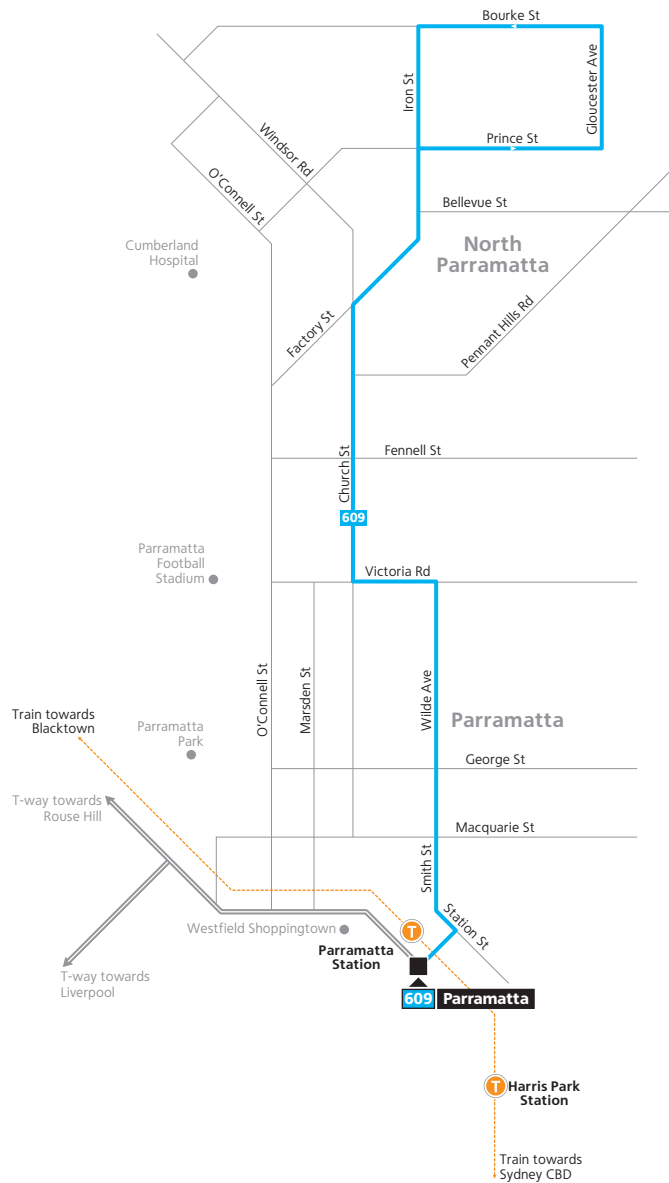 Bourke St
Iron St
Gloucester Ave
Prince St
Windsor Rd
O'Connell St
Bellevue St
North
Parramatta
Cumberland
Hospital
Factory St
Pennant Hills Rd
Church St
Fennell St
609
Parramatta
Football
Stadium
Victoria Rd
O'Connell St
Marsden St
Wilde Ave
Parramatta
Train towards
Blacktown
Parramatta
Park
George St
T-way towards
Rouse Hill
Macquarie St
Smith St
Station St
Westfield Shoppingtown
T
Parramatta
Station
T-way towards
Liverpool
609 Parramatta
T
Harris Park
Station
Train towards
Sydney CBD